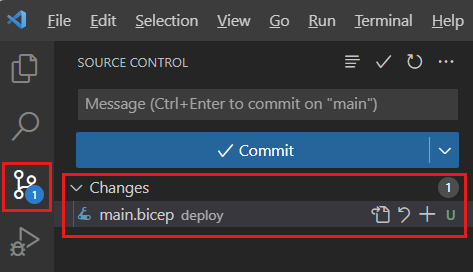 File Edit Selection View Go Run Terminal Help
SOURCE CONTROL
Message (Ctrl+Enter to commit on "main")
Commit
1
Changes 1
main.bicep deploy U